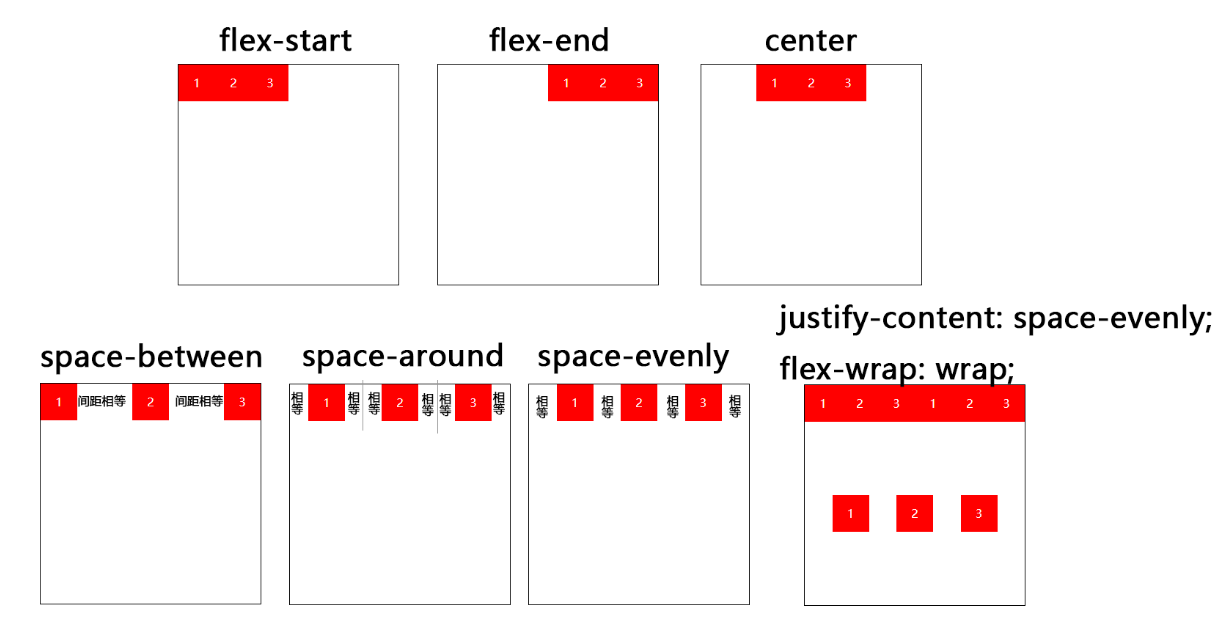 flex-start
flex-end
center
1 2 3
1 2 3
1 2 3
justify-content: space-evenly;
flex-wrap: wrap;
space-between
space-around
space-evenly
1 间距相等 2 间距相等 3
相等 1 相等 相等 2 相等 相等 3 相等
相等 1 相等 2 相等 3 相等
1 2 3 1 2 3
1 2 3